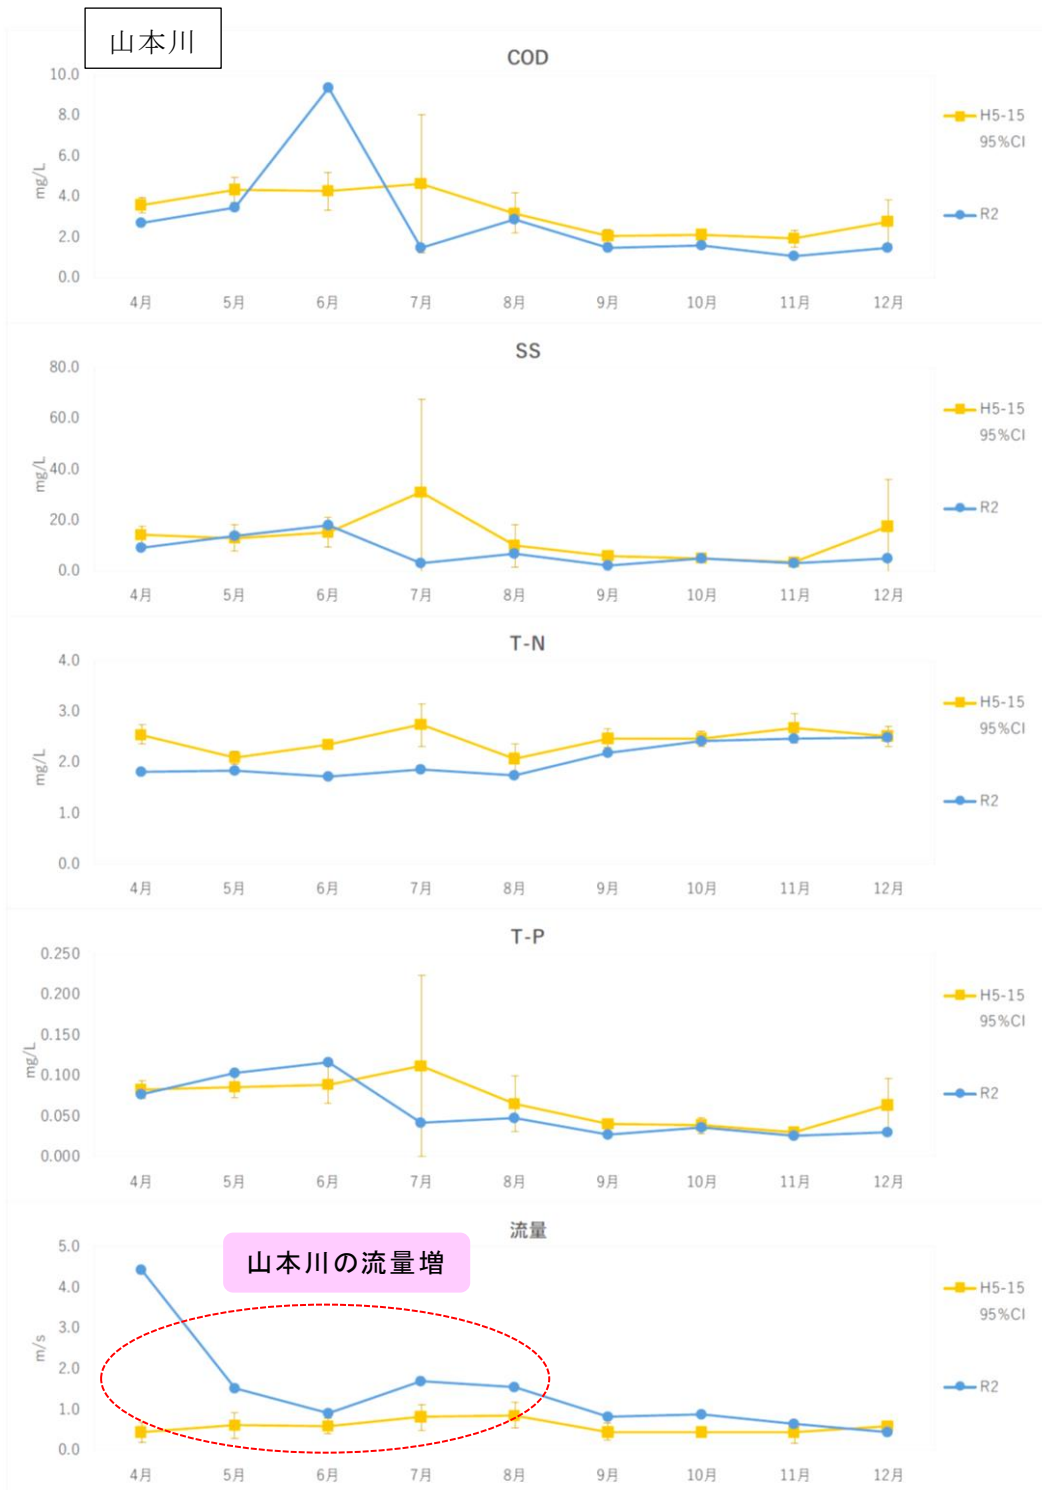 山本川
COD
10.0
8.0
6.0
4.0
2.0
0.0
mg/L
4月 5月 6月 7月 8月 9月 10月 11月 12月
H5-15
95%CI
R2
SS
80.0
60.0
40.0
20.0
0.0
mg/L
4月 5月 6月 7月 8月 9月 10月 11月 12月
H5-15
95%CI
R2
T-N
4.0
3.0
2.0
1.0
0.0
mg/L
4月 5月 6月 7月 8月 9月 10月 11月 12月
H5-15
95%CI
R2
T-P
0.250
0.200
0.150
0.100
0.050
0.000
mg/L
4月 5月 6月 7月 8月 9月 10月 11月 12月
H5-15
95%CI
R2
流量
山本川の流量増
5.0
4.0
3.0
2.0
1.0
0.0
m/s
4月 5月 6月 7月 8月 9月 10月 11月 12月
H5-15
95%CI
R2